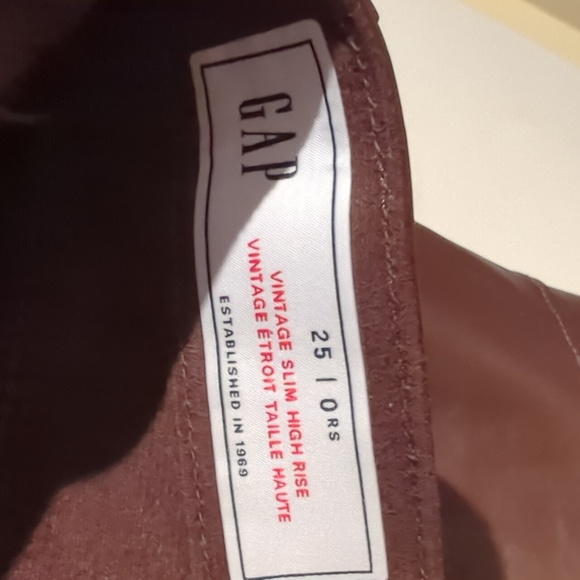 GAP
25 | 0RS
VINTAGE SLIM HIGH RISE
VINTAGE ÉTROIT TAILLE HAUTE
ESTABLISHED IN 1969